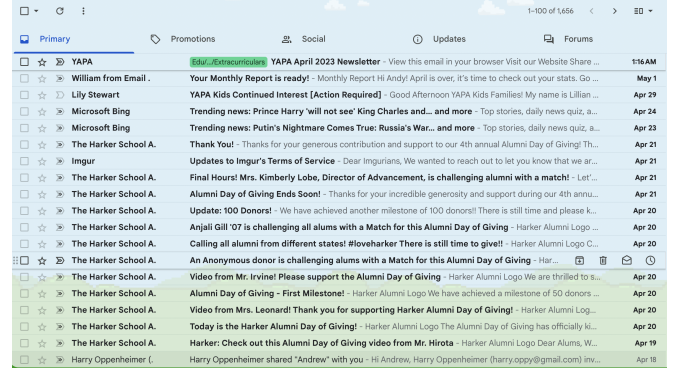 1–100 of 1,656
Primary Promotions Social Updates Forums
YAPA Edu/.../Extracurriculars YAPA April 2023 Newsletter - View this email in your browser Visit our Website Share ... 1:16 AM
William from Email . Your Monthly Report is ready! - Monthly Report Hi Andy! April is over, it's time to check out your stats. Go ... May 1
Lily Stewart YAPA Kids Continued Interest [Action Required] - Good Afternoon YAPA Kids Families! My name is Lillian ... Apr 29
Microsoft Bing Trending news: Prince Harry 'will not see' King Charles and... and more - Top stories, daily news quiz, a... Apr 24
Microsoft Bing Trending news: Putin's Nightmare Comes True: Russia's War... and more - Top stories, daily news quiz, a... Apr 23
The Harker School A. Thank You! - Thanks for your generous contribution and support to our 4th annual Alumni Day of Giving! Th... Apr 21
Imgur Updates to Imgur's Terms of Service - Dear Imgurians, We wanted to reach out to let you know that we ar... Apr 21
The Harker School A. Final Hours! Mrs. Kimberly Lobe, Director of Advancement, is challenging alumni with a match! - Let'... Apr 21
The Harker School A. Alumni Day of Giving Ends Soon! - Thanks for your incredible generosity and support during our 4th annu... Apr 21
The Harker School A. Update: 100 Donors! - We have achieved another milestone of 100 donors!! There is still time and please k... Apr 20
The Harker School A. Anjali Gill '07 is challenging all alums with a Match for this Alumni Day of Giving - Harker Alumni Logo ... Apr 20
The Harker School A. Calling all alumni from different states! #loveharker There is still time to give!! - Harker Alumni Logo C... Apr 20
The Harker School A. An Anonymous donor is challenging alums with a Match for this Alumni Day of Giving - Har...
The Harker School A. Video from Mr. Irvine! Please support the Alumni Day of Giving - Harker Alumni Logo We are thrilled to s... Apr 20
The Harker School A. Alumni Day of Giving - First Milestone! - Harker Alumni Logo We have achieved a milestone of 50 donors ... Apr 20
The Harker School A. Video from Mrs. Leonard! Thank you for supporting Harker Alumni Day of Giving! - Harker Alumni Log... Apr 20
The Harker School A. Today is the Harker Alumni Day of Giving! - Harker Alumni Logo The Alumni Day of Giving has officially ki... Apr 20
The Harker School A. Harker: Check out this Alumni Day of Giving video from Mr. Hirota - Harker Alumni Logo Dear Alums, W... Apr 19
Harry Oppenheimer (. Harry Oppenheimer shared "Andrew" with you - Hi Andrew, Harry Oppenheimer (harry.oppy@gmail.com) inv... Apr 18